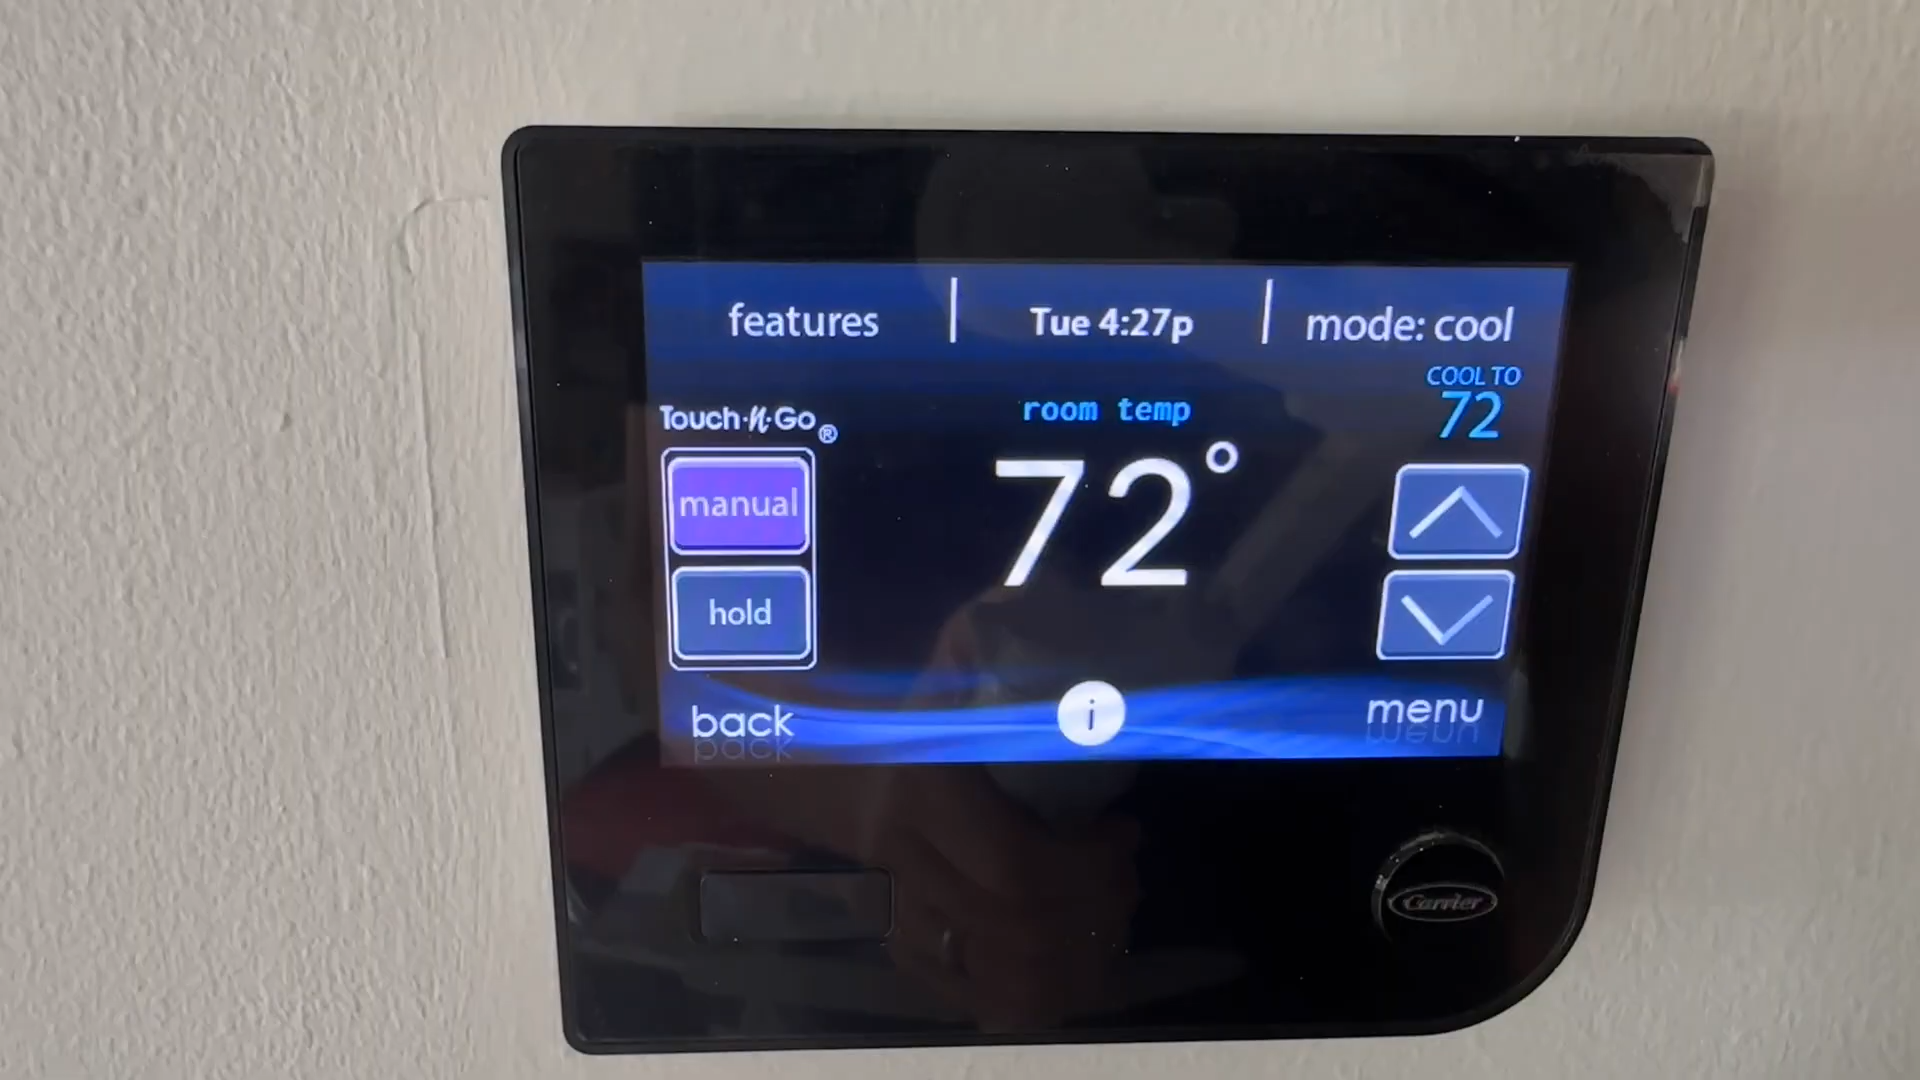 features
Tue 4:27p
mode: cool
COOL TO
72
room temp
72°
Touch·n·Go®
manual
hold
back
i
menu
Carrier